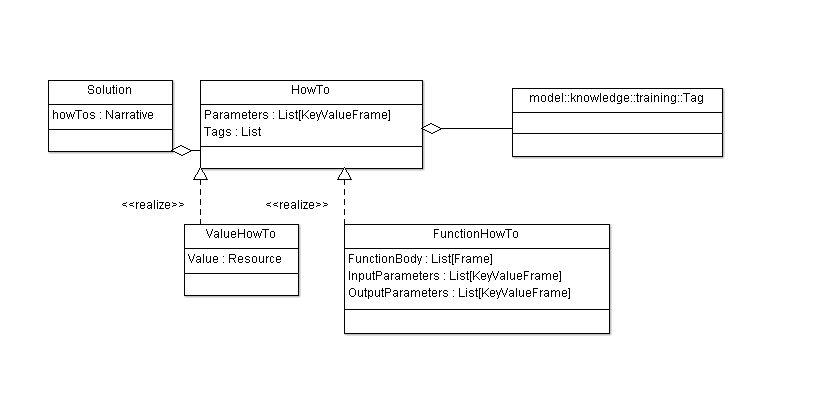 Solution
howTos : Narrative
HowTo
Parameters : List[KeyValueFrame]
Tags : List
model::knowledge::training::Tag
<<realize>>
<<realize>>
ValueHowTo
Value : Resource
FunctionHowTo
FunctionBody : List[Frame]
InputParameters : List[KeyValueFrame]
OutputParameters : List[KeyValueFrame]